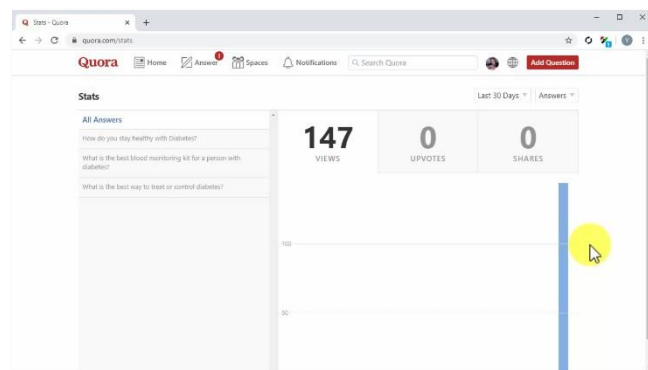 Stats - Quora
quora.com/stats
Quora Home Answer 1 Spaces Notifications Search Quora Add Question
Stats
Last 30 Days Answers
All Answers
How do you stay healthy with Diabetes?
What is the best blood monitoring kit for a person with
diabetes?
What is the best way to treat or control diabetes?
147
VIEWS
0
UPVOTES
0
SHARES
100
50